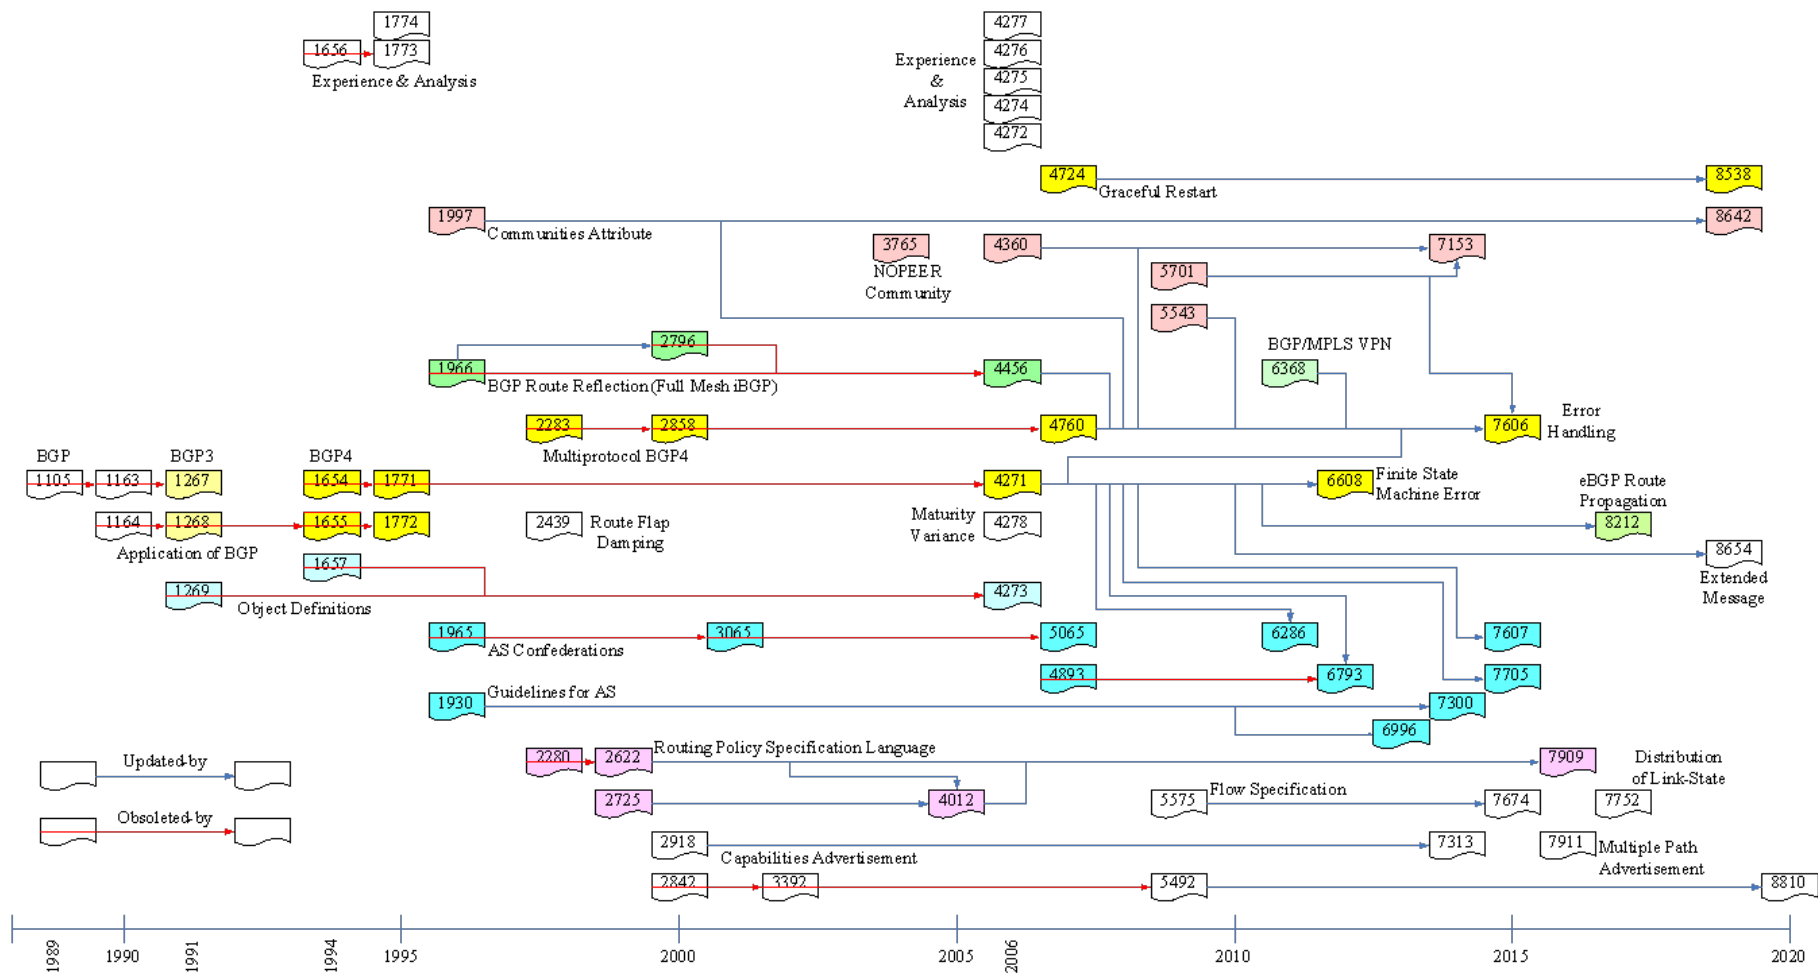 1774
4277
1656
1773
Experience & Analysis
Experience
&
Analysis
4276
4275
4274
4272
4724
Graceful Restart
8538
1997
Communities Attribute
8642
3765
NOPEER
Community
4360
7153
5701
5543
2796
BGP/MPLS VPN
1966
BGP Route Reflection(Full Mesh iBGP)
4456
6368
2283
2858
Multiprotocol BGP4
4760
7606
Error
Handling
BGP
BGP3
BGP4
1105
1163
1267
1654
1771
4271
6608
Finite State
Machine Error
eBGP Route
Propagation
1164
1268
1655
1772
Application of BGP
2439
Route Flap
Damping
Maturity
Variance
4278
8212
1657
8654
Extended
Message
1269
Object Definitions
4273
1965
AS Confederations
3065
5065
6286
7607
4893
6793
7705
Guidelines for AS
1930
7300
6996
Updated-by
2280
2622
Routing Policy Specification Language
7909
Distribution
of Link-State
2725
4012
5575
Flow Specification
7674
7752
Obsoleted-by
2918
Capabilities Advertisement
7313
7911
Multiple Path
Advertisement
2842
3392
5492
8810
1989
1990
1991
1994
1995
2000
2005
2006
2010
2015
2020